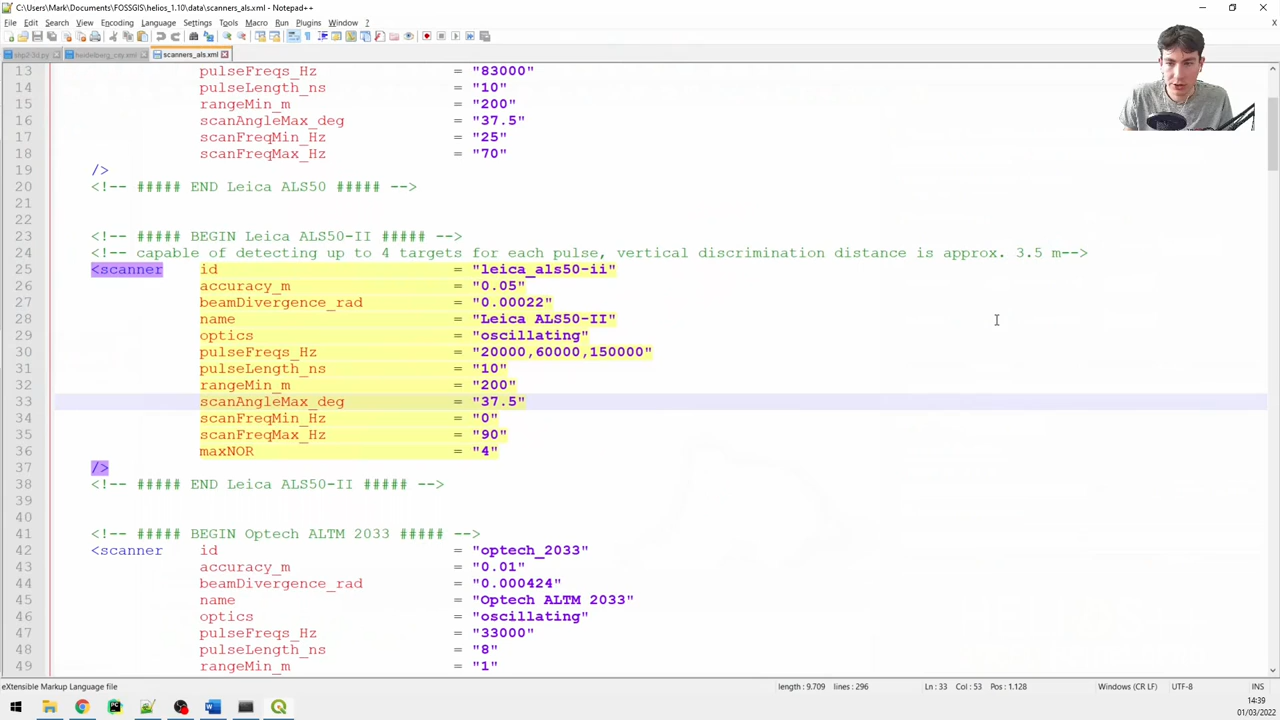 C:\Users\Mark\Documents\FOSSGIS\helios_1.10\data\scanners_als.xml - Notepad++
File Edit Search View Encoding Language Settings Tools Macro Run Plugins Window ?
shp2-3d.py heidelberg_city.xml scanners_als.xml
13 pulseFreqs_Hz = "83000"
14 pulseLength_ns = "10"
15 rangeMin_m = "200"
16 scanAngleMax_deg = "37.5"
17 scanFreqMin_Hz = "25"
18 scanFreqMax_Hz = "70"
19 />
20 <!-- ##### END Leica ALS50 ##### -->
21
22
23 <!-- ##### BEGIN Leica ALS50-II ##### -->
24 <!-- capable of detecting up to 4 targets for each pulse, vertical discrimination distance is approx. 3.5 m-->
25 <scanner id = "leica_als50-ii"
26 accuracy_m = "0.05"
27 beamDivergence_rad = "0.00022"
28 name = "Leica ALS50-II"
29 optics = "oscillating"
30 pulseFreqs_Hz = "20000,60000,150000"
31 pulseLength_ns = "10"
32 rangeMin_m = "200"
33 scanAngleMax_deg = "37.5"
34 scanFreqMin_Hz = "0"
35 scanFreqMax_Hz = "90"
36 maxNOR = "4"
37 />
38 <!-- ##### END Leica ALS50-II ##### -->
39
40
41 <!-- ##### BEGIN Optech ALTM 2033 ##### -->
42 <scanner id = "optech_2033"
43 accuracy_m = "0.01"
44 beamDivergence_rad = "0.000424"
45 name = "Optech ALTM 2033"
46 optics = "oscillating"
47 pulseFreqs_Hz = "33000"
48 pulseLength_ns = "8"
49 rangeMin_m = "1"
eXtensible Markup Language file length : 9.709 lines : 296 Ln : 33 Col : 53 Pos : 1.128 Windows (CR LF) UTF-8 INS
14:39
01/03/2022